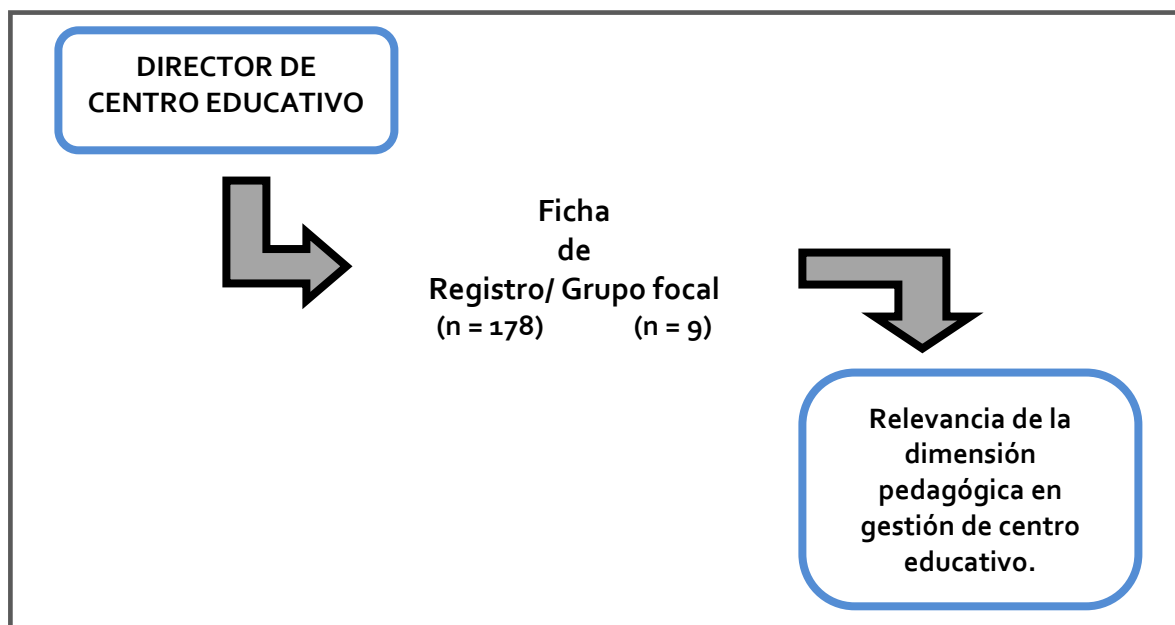 DIRECTOR DE
CENTRO EDUCATIVO
Ficha
de
Registro/ Grupo focal
(n = 178) (n = 9)
Relevancia de la
dimensión
pedagógica en
gestión de centro
educativo.